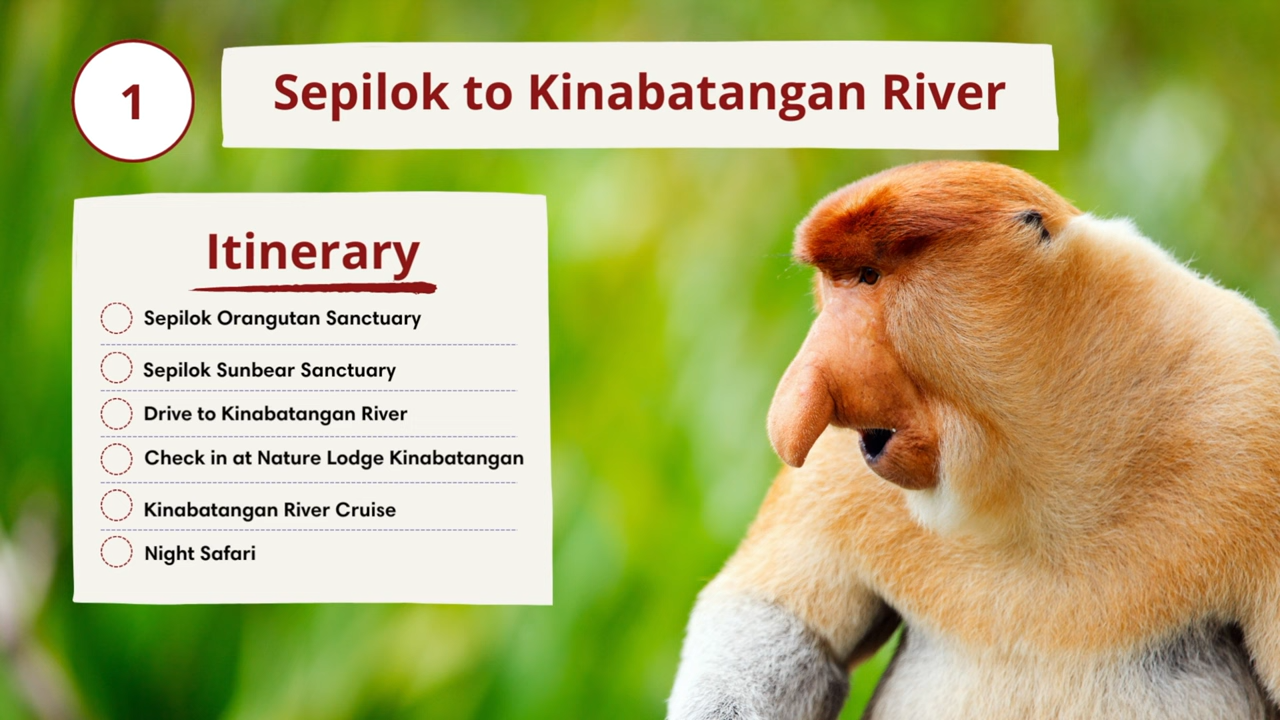 1
Sepilok to Kinabatangan River
Itinerary
Sepilok Orangutan Sanctuary
Sepilok Sunbear Sanctuary
Drive to Kinabatangan River
Check in at Nature Lodge Kinabatangan
Kinabatangan River Cruise
Night Safari